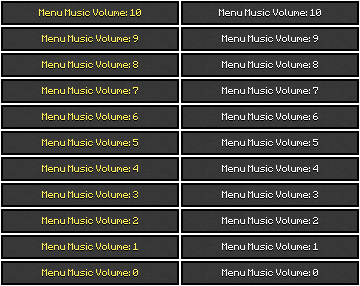 Menu Music Volume: 10 Menu Music Volume: 10
Menu Music Volume: 9 Menu Music Volume: 9
Menu Music Volume: 8 Menu Music Volume: 8
Menu Music Volume: 7 Menu Music Volume: 7
Menu Music Volume: 6 Menu Music Volume: 6
Menu Music Volume: 5 Menu Music Volume: 5
Menu Music Volume: 4 Menu Music Volume: 4
Menu Music Volume: 3 Menu Music Volume: 3
Menu Music Volume: 2 Menu Music Volume: 2
Menu Music Volume: 1 Menu Music Volume: 1
Menu Music Volume: 0 Menu Music Volume: 0